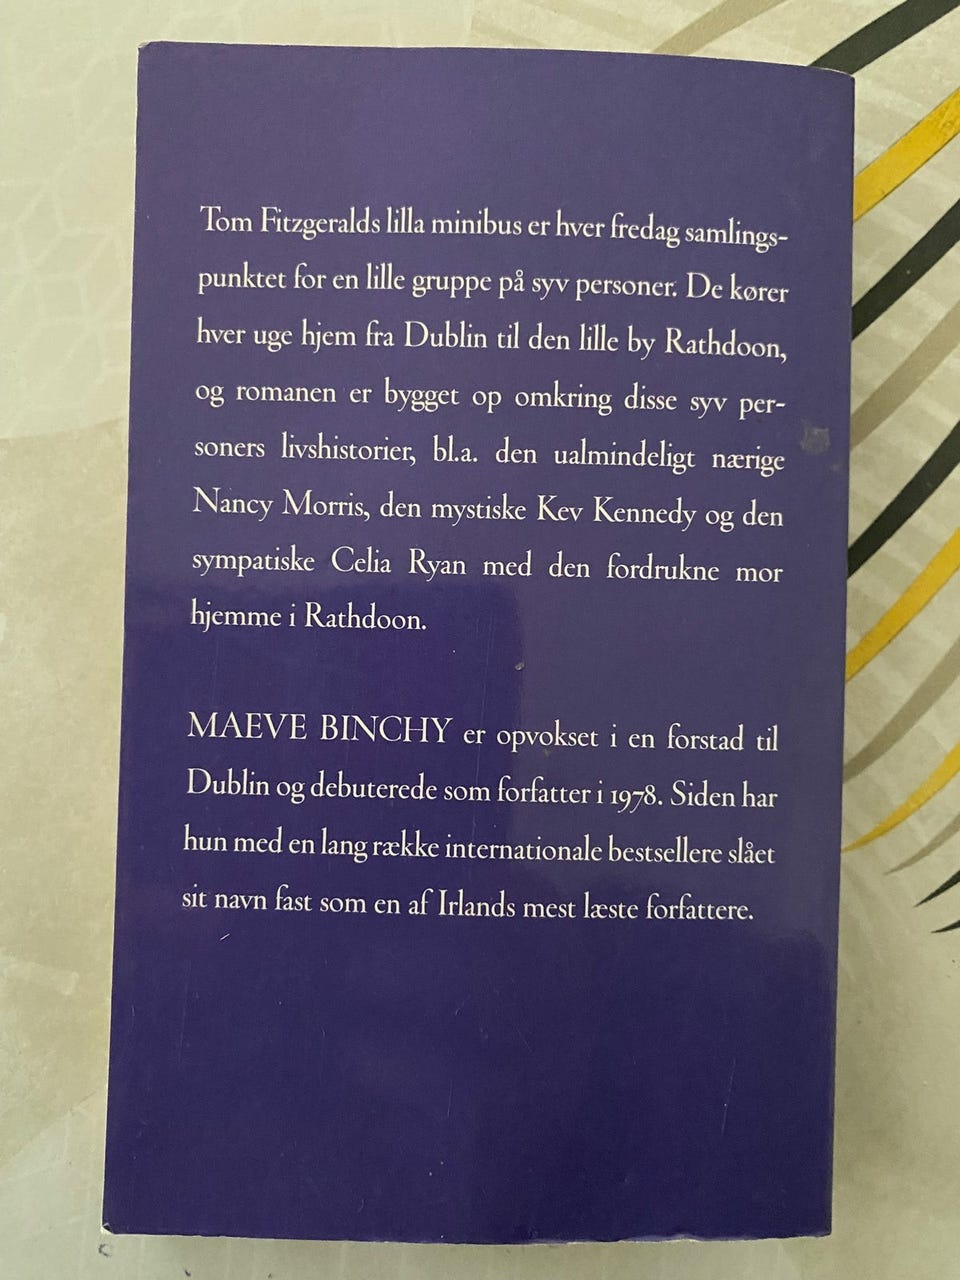 Tom Fitzgeralds lilla minibus er hver fredag samlings-
punktet for en lille gruppe på syv personer. De kører
hver uge hjem fra Dublin til den lille by Rathdoon,
og romanen er bygget op omkring disse syv per-
soners livshistorier, bl.a. den ualmindeligt nærige
Nancy Morris, den mystiske Kev Kennedy og den
sympatiske Celia Ryan med den fordrukne mor
hjemme i Rathdoon.
MAEVE BINCHY er opvokset i en forstad til
Dublin og debuterede som forfatter i 1978. Siden har
hun med en lang række internationale bestsellere slået
sit navn fast som en af Irlands mest læste forfattere.